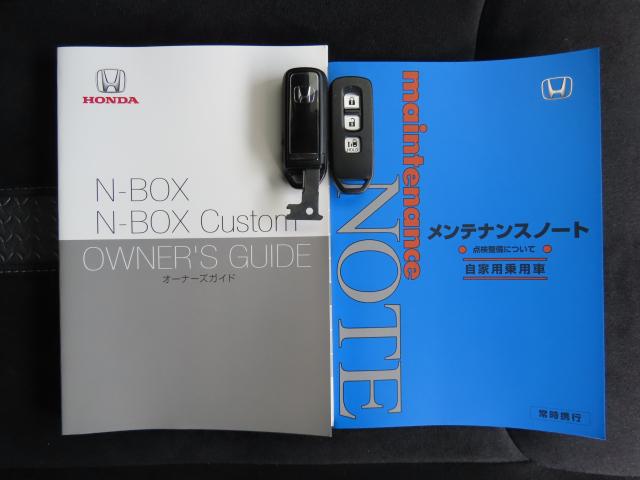 HONDA
N-BOX
N-BOX Custom
OWNER'S GUIDE
オーナーズガイド
HOLD
maintenance
NOTE
メンテナンスノート
点検整備について
自家用乗用車
常時携行